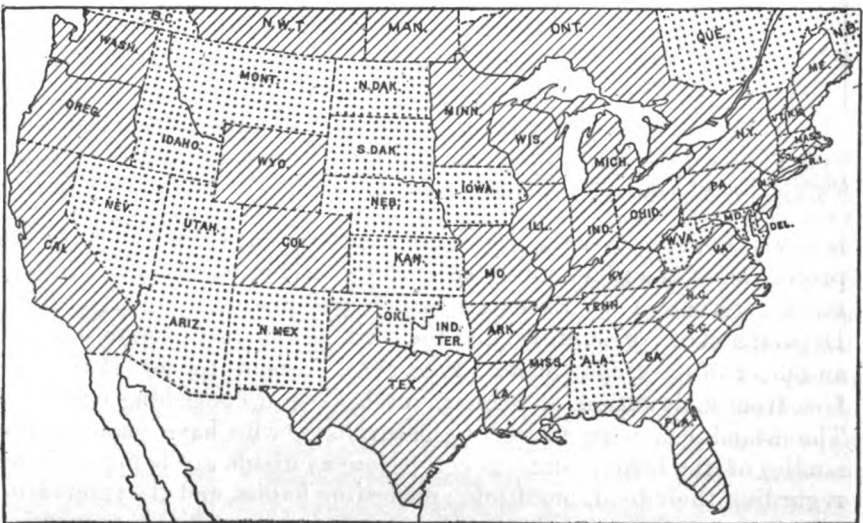 B.C.
N.W.T
MAN.
ONT.
QUE.
N.B.
WASH.
MONT.
N.DAK.
MINN.
ME.
OREG.
IDAHO.
S.DAK.
WIS.
MICH.
N.Y.
VT.
N.H.
MASS.
R.I.
WYO.
IOWA.
NEB.
PA.
NEV.
UTAH.
COL.
ILL.
IND.
OHIO.
MD.
DEL.
W.VA.
VA
CAL
KAN.
MO.
KY
ARIZ.
N.MEX
OKL.
IND.
TER.
ARK.
TENN
N.C.
S.C.
TEX
LA.
MISS.
ALA.
GA
FLA.